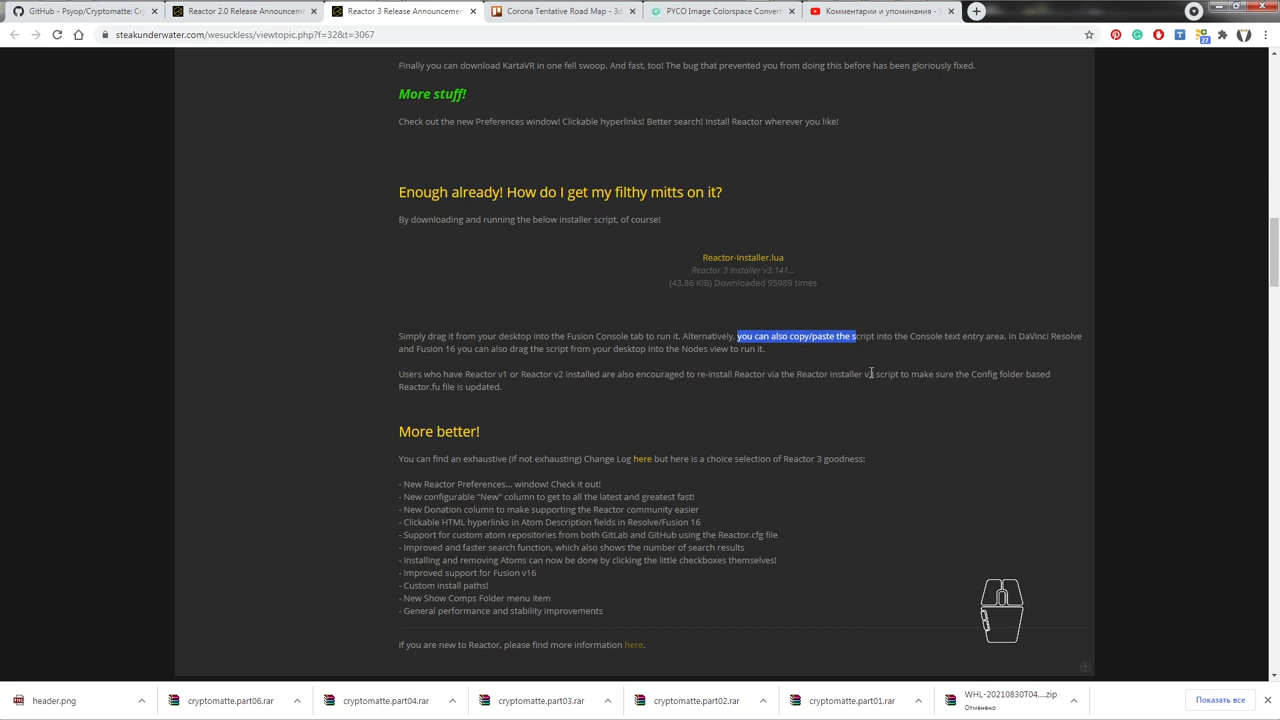 GitHub - Psyop/Cryptomatte: Cry
Reactor 2.0 Release Announceme
Reactor 3 Release Announcemen
Corona Tentative Road Map - 3d
PYCO Image Colorspace Convert
Комментарии и упоминания - Y
steakunderwater.com/wesuckless/viewtopic.php?f=32&t=3067
27
Finally you can download KartaVR in one fell swoop. And fast, too! The bug that prevented you from doing this before has been gloriously fixed.
More stuff!
Check out the new Preferences window! Clickable hyperlinks! Better search! Install Reactor wherever you like!
Enough already! How do I get my filthy mitts on it?
By downloading and running the below installer script, of course!
Reactor-Installer.lua
Reactor 3 Installer v3.141...
(43.86 KiB) Downloaded 95989 times
Simply drag it from your desktop into the Fusion Console tab to run it. Alternatively, you can also copy/paste the script into the Console text entry area. In DaVinci Resolve
and Fusion 16 you can also drag the script from your desktop into the Nodes view to run it.
Users who have Reactor v1 or Reactor v2 installed are also encouraged to re-install Reactor via the Reactor installer v3 script to make sure the Config folder based
Reactor.fu file is updated.
More better!
You can find an exhaustive (if not exhausting) Change Log here but here is a choice selection of Reactor 3 goodness:
- New Reactor Preferences... window! Check it out!
- New configurable "New" column to get to all the latest and greatest fast!
- New Donation column to make supporting the Reactor community easier
- Clickable HTML hyperlinks in Atom Description fields in Resolve/Fusion 16
- Support for custom atom repositories from both GitLab and GitHub using the Reactor.cfg file
- Improved and faster search function, which also shows the number of search results
- Installing and removing Atoms can now be done by clicking the little checkboxes themselves!
- Improved support for Fusion v16
- Custom install paths!
- New Show Comps Folder menu item
- General performance and stability improvements
If you are new to Reactor, please find more information here.
header.png
cryptomatte.part06.rar
cryptomatte.part04.rar
cryptomatte.part03.rar
cryptomatte.part02.rar
cryptomatte.part01.rar
WHL-20210830T04....zip
Отменено
Показать все